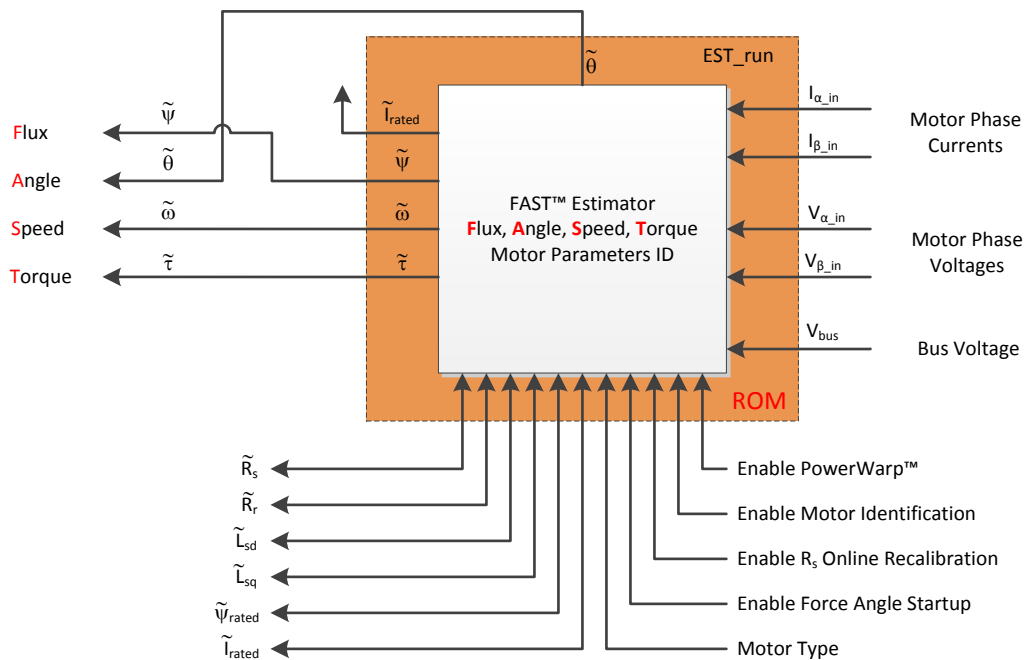 EST_run
θ̃
Ĩrated
ψ̃
ω̃
τ̃
Flux
ψ̃
Angle
θ̃
Speed
ω̃
Torque
τ̃
FAST™ Estimator
Flux, Angle, Speed, Torque
Motor Parameters ID
Iα_in
Iβ_in
Motor Phase
Currents
Vα_in
Vβ_in
Motor Phase
Voltages
Vbus
Bus Voltage
ROM
R̃s
R̃r
L̃sd
L̃sq
ψ̃rated
Ĩrated
Enable PowerWarp™
Enable Motor Identification
Enable Rs Online Recalibration
Enable Force Angle Startup
Motor Type